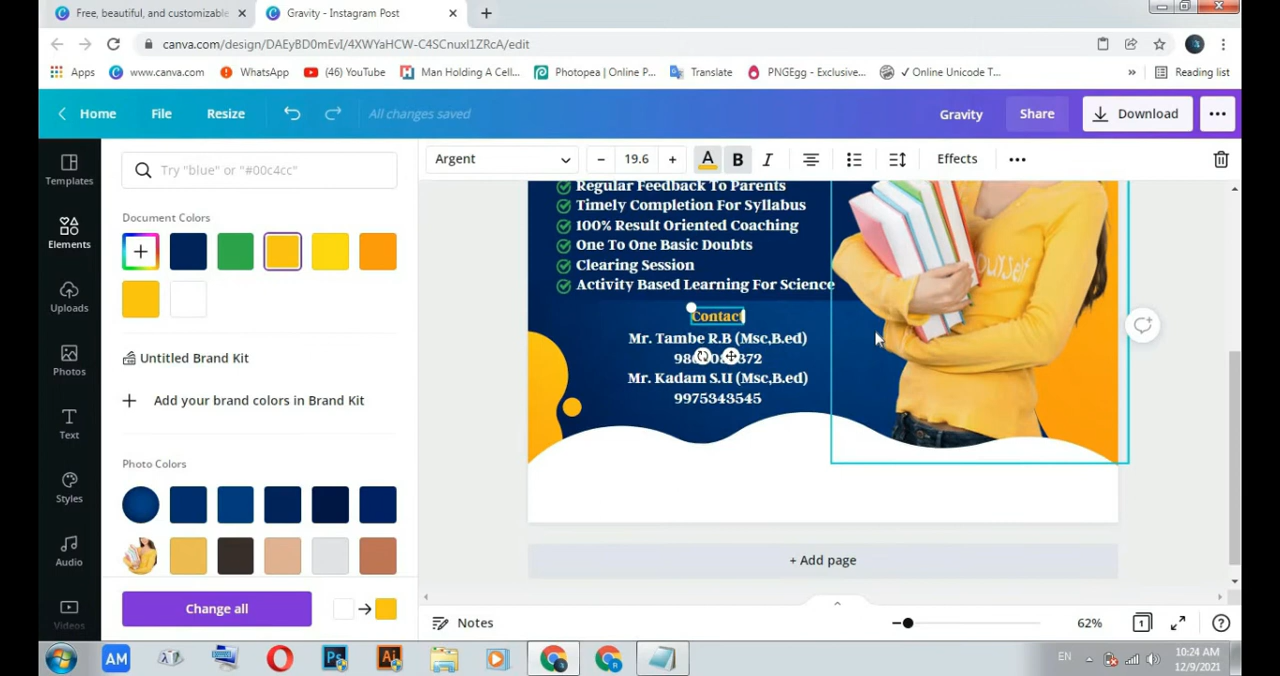 Free, beautiful, and customizable
Gravity - Instagram Post
canva.com/design/DAEyBD0mEvI/4XWYaHCW-C4SCnuxl1ZRcA/edit
Apps
www.canva.com
WhatsApp
(46) YouTube
Man Holding A Cell...
Photopea | Online P...
Translate
PNGEgg - Exclusive...
✓ Online Unicode T...
»
Reading list
Home
File
Resize
All changes saved
Gravity
Share
Download
Templates
Elements
Uploads
Photos
Text
Styles
Audio
Videos
Try "blue" or "#00c4cc"
Document Colors
Untitled Brand Kit
Add your brand colors in Brand Kit
Photo Colors
Change all
Argent
19.6
A
B
I
Effects
Regular Feedback To Parents
Timely Completion For Syllabus
100% Result Oriented Coaching
One To One Basic Doubts
Clearing Session
Activity Based Learning For Science
Contact
Mr. Tambe R.B (Msc,B.ed)
Mr. Kadam S.U (Msc,B.ed)
9975343545
+ Add page
Notes
62%
1
AM
Ps
Ai
EN
10:24 AM
12/9/2021